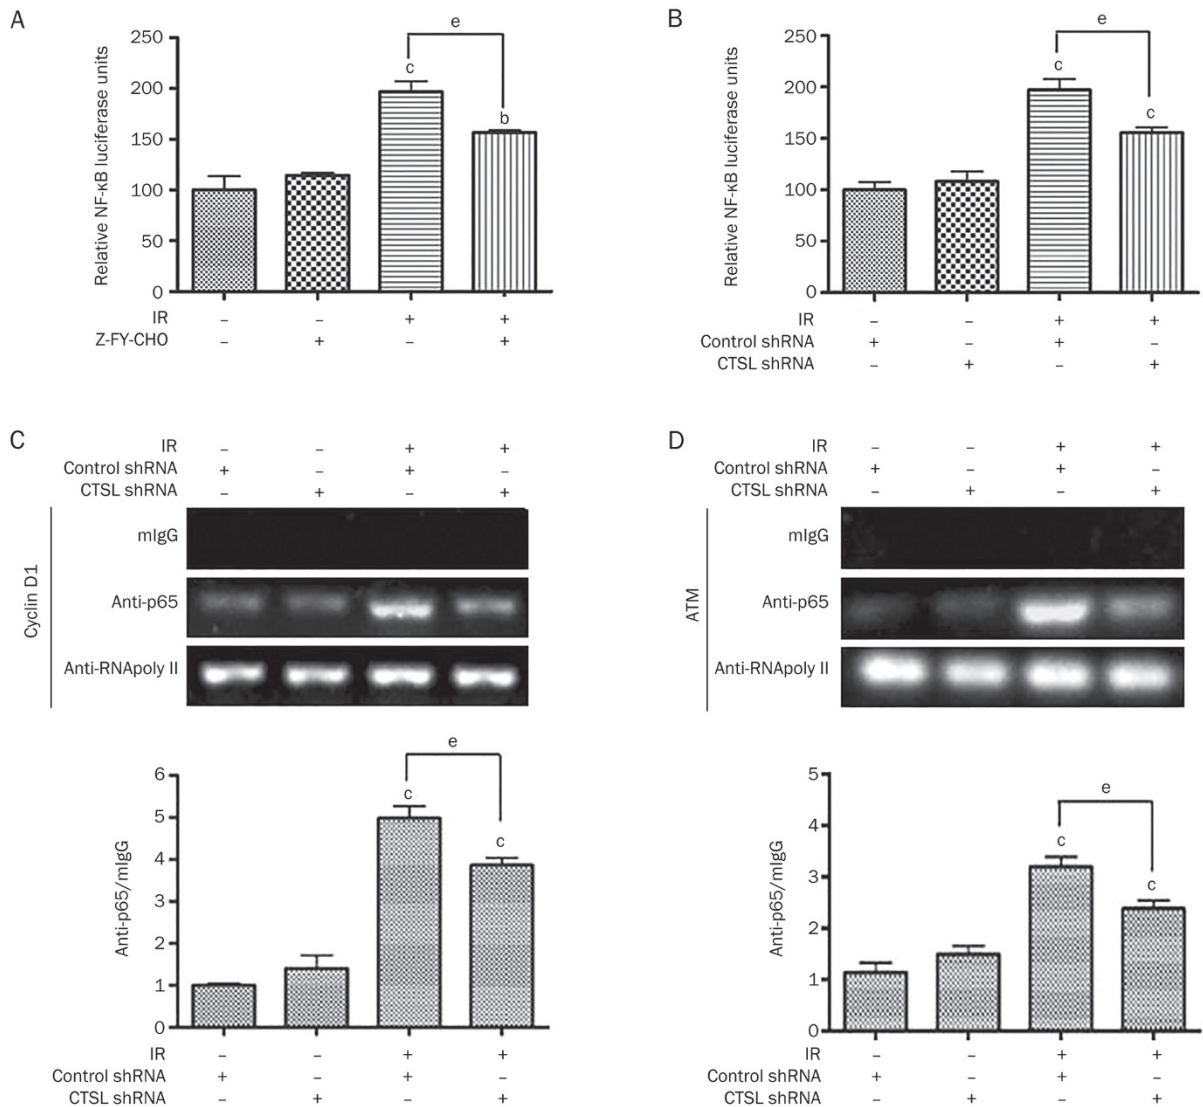 A
Relative NF-κB luciferase units
250
200
150
100
50
0
e
c
b
IR – – + +
Z-FY-CHO – + – +
B
Relative NF-κB luciferase units
250
200
150
100
50
0
e
c
c
IR – – + +
Control shRNA + – + –
CTSL shRNA – + – +
C
IR – – + +
Control shRNA + – + –
CTSL shRNA – + – +
Cyclin D1
mIgG
Anti-p65
Anti-RNApoly II
Anti-p65/mIgG
6
5
4
3
2
1
0
e
c
c
IR – – + +
Control shRNA + – + –
CTSL shRNA – + – +
D
IR – – + +
Control shRNA + – + –
CTSL shRNA – + – +
ATM
mIgG
Anti-p65
Anti-RNApoly II
Anti-p65/mIgG
5
4
3
2
1
0
e
c
c
IR – – + +
Control shRNA + – + –
CTSL shRNA – + – +